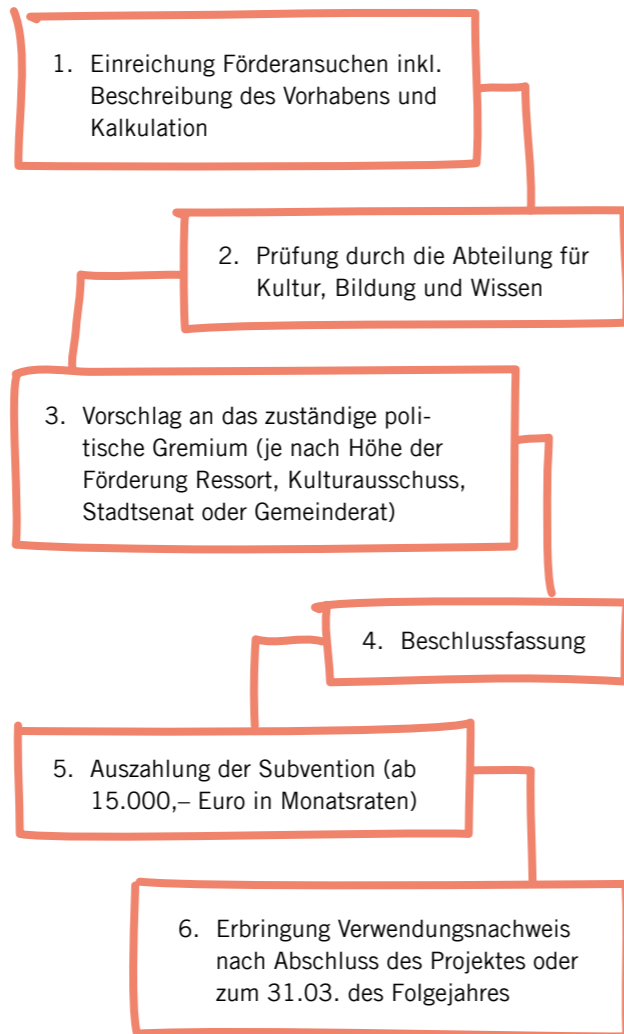 1. Einreichung Förderansuchen inkl.
Beschreibung des Vorhabens und
Kalkulation
2. Prüfung durch die Abteilung für
Kultur, Bildung und Wissen
3. Vorschlag an das zuständige poli-
tische Gremium (je nach Höhe der
Förderung Ressort, Kulturausschuss,
Stadtsenat oder Gemeinderat)
4. Beschlussfassung
5. Auszahlung der Subvention (ab
15.000,– Euro in Monatsraten)
6. Erbringung Verwendungsnachweis
nach Abschluss des Projektes oder
zum 31.03. des Folgejahres